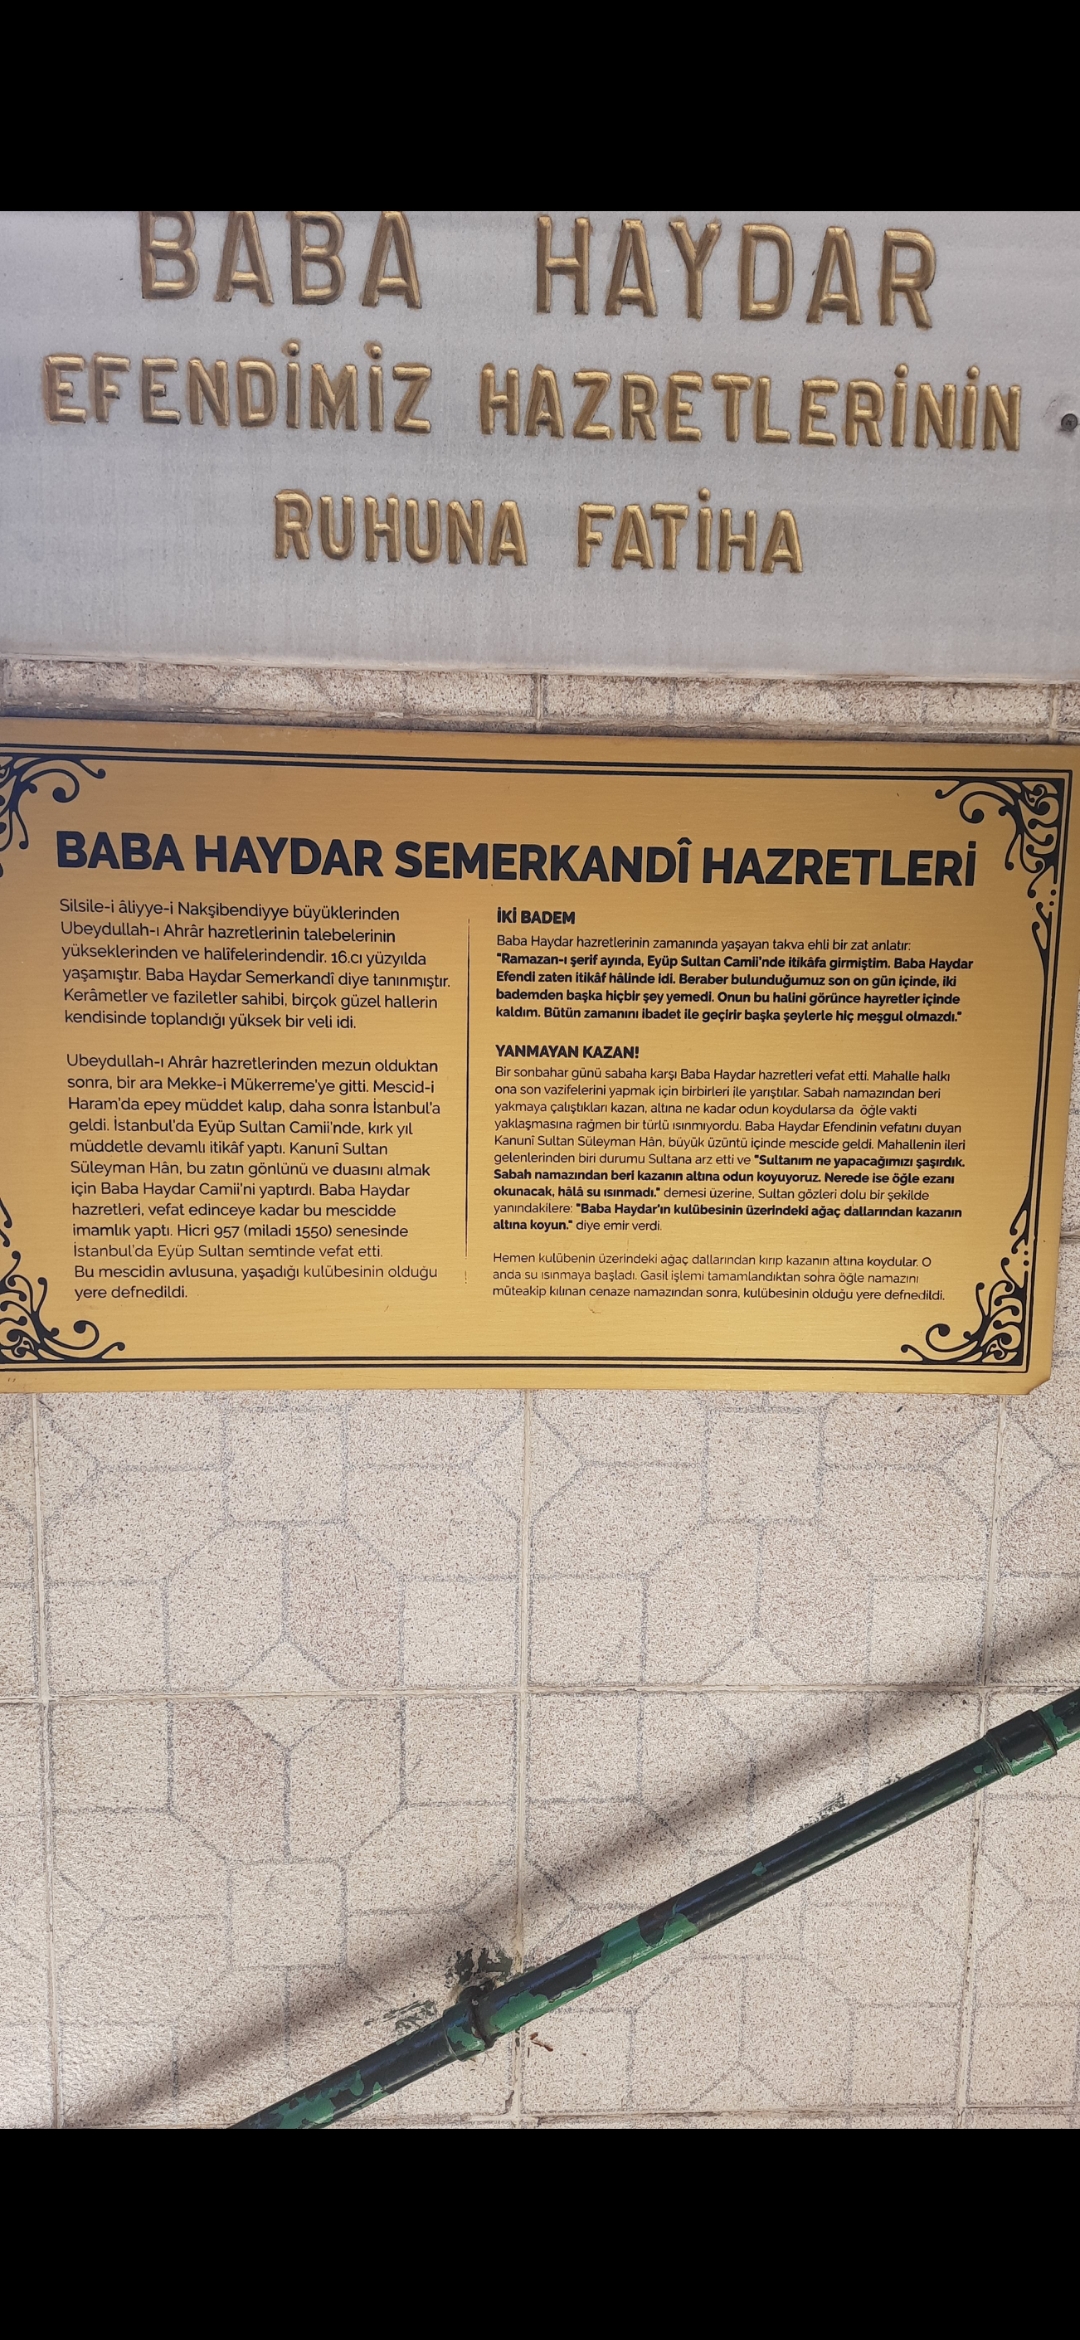 BABA HAYDAR
EFENDİMİZ HAZRETLERİNİN
RUHUNA FATİHA
BABA HAYDAR SEMERKANDÎ HAZRETLERİ
Silsile-i âliyye-i Nakşibendiyye büyüklerinden
Ubeydullah-ı Ahrâr hazretlerinin talebelerinin
yükseklerinden ve halîfelerindendir. 16.cı yüzyılda
yaşamıştır. Baba Haydar Semerkandî diye tanınmıştır.
Kerâmetler ve faziletler sahibi, birçok güzel hallerin
kendisinde toplandığı yüksek bir veli idi.
Ubeydullah-ı Ahrâr hazretlerinden mezun olduktan
sonra, bir ara Mekke-i Mükerreme'ye gitti. Mescid-i
Haram'da epey müddet kalıp, daha sonra İstanbul'a
geldi. İstanbul'da Eyüp Sultan Camii'nde, kırk yıl
müddetle devamlı itikâf yaptı. Kanunî Sultan
Süleyman Hân, bu zatın gönlünü ve duasını almak
için Baba Haydar Camii'ni yaptırdı. Baba Haydar
hazretleri, vefat edinceye kadar bu mescidde
imamlık yaptı. Hicri 957 (miladi 1550) senesinde
İstanbul'da Eyüp Sultan semtinde vefat etti.
Bu mescidin avlusuna, yaşadığı kulübesinin olduğu
yere defnedildi.
İKİ BADEM
Baba Haydar hazretlerinin zamanında yaşayan takva ehli bir zat anlatır:
"Ramazan-ı şerif ayında, Eyüp Sultan Camii'nde itikâfa girmiştim. Baba Haydar
Efendi zaten itikâf hâlinde idi. Beraber bulunduğumuz son on gün içinde, iki
bademden başka hiçbir şey yemedi. Onun bu halini görünce hayretler içinde
kaldım. Bütün zamanını ibadet ile geçirir başka şeylerle hiç meşgul olmazdı."
YANMAYAN KAZAN!
Bir sonbahar günü sabaha karşı Baba Haydar hazretleri vefat etti. Mahalle halkı
ona son vazifelerini yapmak için birbirleri ile yarıştılar. Sabah namazından beri
yakmaya çalıştıkları kazan, altına ne kadar odun koydularsa da öğle vakti
yaklaşmasına rağmen bir türlü ısınmıyordu. Baba Haydar Efendinin vefatını duyan
Kanunî Sultan Süleyman Hân, büyük üzüntü içinde mescide geldi. Mahallenin ileri
gelenlerinden biri durumu Sultana arz etti ve "Sultanım ne yapacağımızı şaşırdık.
Sabah namazından beri kazanın altına odun koyuyoruz. Nerede ise öğle ezanı
okunacak, hâlâ su ısınmadı." demesi üzerine, Sultan gözleri dolu bir şekilde
yanındakilere: "Baba Haydar'ın kulübesinin üzerindeki ağaç dallarından kazanın
altına koyun." diye emir verdi.
Hemen kulübenin üzerindeki ağaç dallarından kırıp kazanın altına koydular. O
anda su ısınmaya başladı. Gasil işlemi tamamlandıktan sonra öğle namazını
müteakip kılınan cenaze namazından sonra, kulübesinin olduğu yere defnedildi.